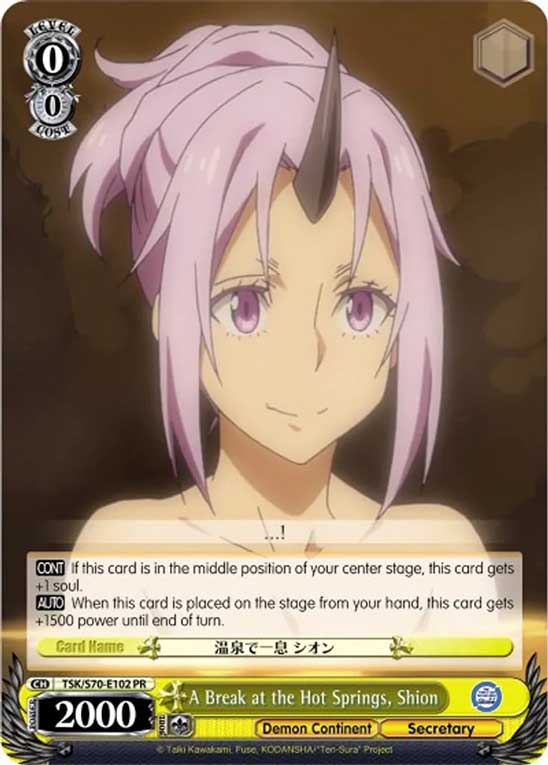 LEVEL
0
0
COST
...!
CONT If this card is in the middle position of your center stage, this card gets
+1 soul.
AUTO When this card is placed on the stage from your hand, this card gets
+1500 power until end of turn.
Card Name 温泉で一息 シオン
CH TSK/S70-E102 PR
A Break at the Hot Springs, Shion
POWER 2000 SOUL
Demon Continent Secretary
© Taiki Kawakami, Fuse, KODANSHA/"Ten-Sura" Project